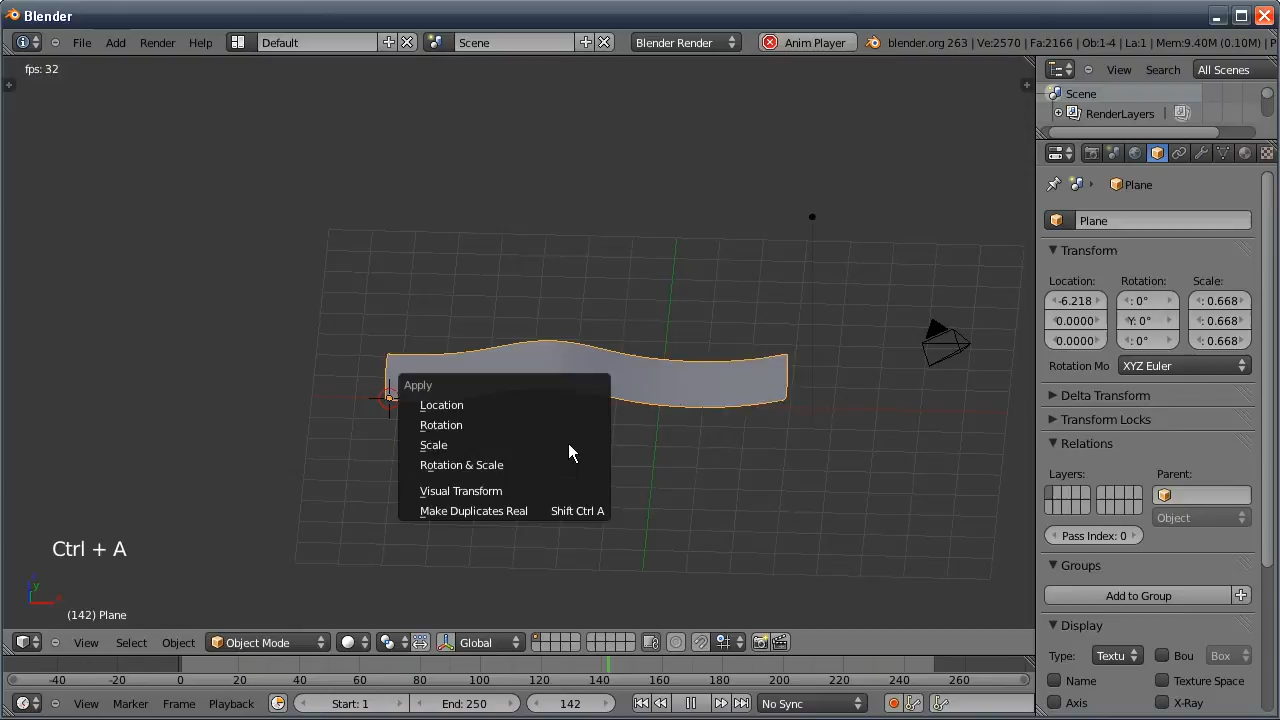 Blender
File Add Render Help Default Scene Blender Render Anim Player blender.org 263 | Ve:2570 | Fa:2166 | Ob:1-4 | La:1 | Mem:9.40M (0.10M) | P
fps: 32
View Search All Scenes
Scene
RenderLayers
Plane
Plane
Transform
Location: Rotation: Scale:
-6.218 : 0° : 0.668
0.0000 Y: 0° : 0.668
0.0000 : 0° : 0.668
Rotation Mo XYZ Euler
Delta Transform
Transform Locks
Relations
Layers: Parent:
Object
Pass Index: 0
Groups
Add to Group
Display
Type: Textu Bou Box
Name Texture Space
Axis X-Ray
Apply
Location
Rotation
Scale
Rotation & Scale
Visual Transform
Make Duplicates Real Shift Ctrl A
Ctrl + A
y
x
(142) Plane
View Select Object Object Mode Global
-40 -20 0 20 40 60 80 100 120 140 160 180 200 220 240 260
View Marker Frame Playback Start: 1 End: 250 142 No Sync